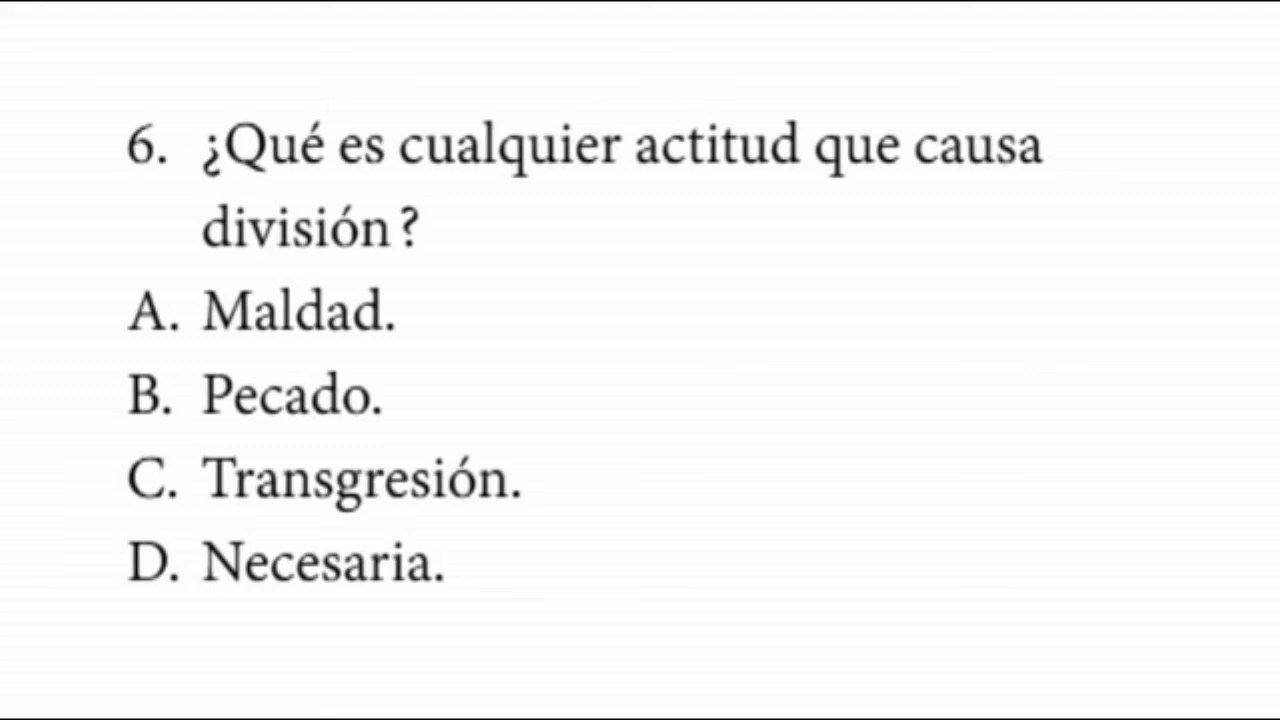 6. ¿Qué es cualquier actitud que causa
división?
A. Maldad.
B. Pecado.
C. Transgresión.
D. Necesaria.